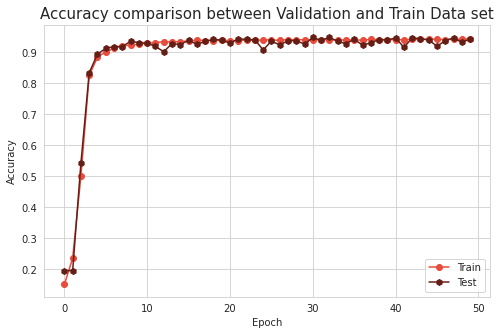 Accuracy comparison between Validation and Train Data set
0.9
0.8
0.7
0.6
0.5
0.4
0.3
0.2
Accuracy
Train
Test
0 10 20 30 40 50
Epoch